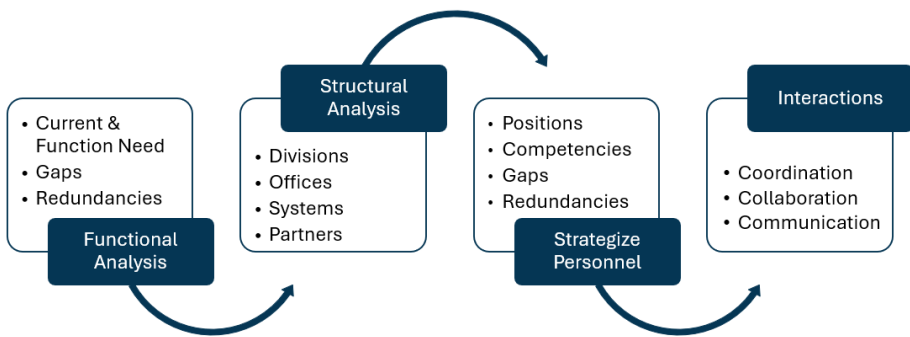 • Current &
Function Need
• Gaps
• Redundancies
Functional
Analysis
Structural
Analysis
• Divisions
• Offices
• Systems
• Partners
• Positions
• Competencies
• Gaps
• Redundancies
Strategize
Personnel
Interactions
• Coordination
• Collaboration
• Communication